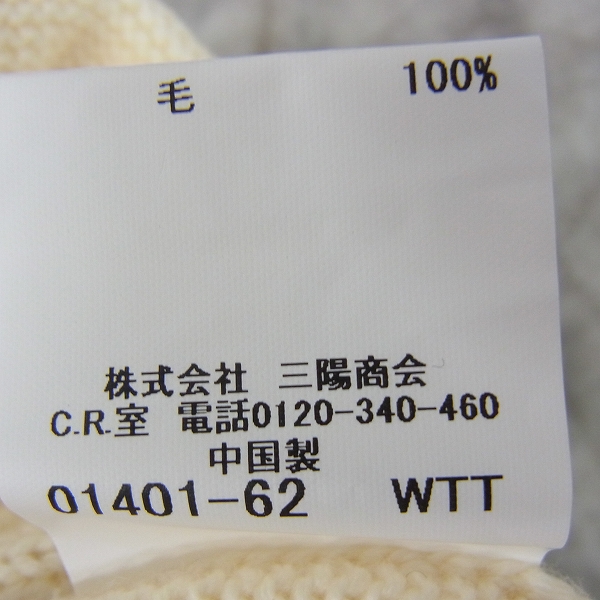 毛 100%
株式会社 三陽商会
C.R.室 電話0120-340-460
中国製
01401-62 WTT